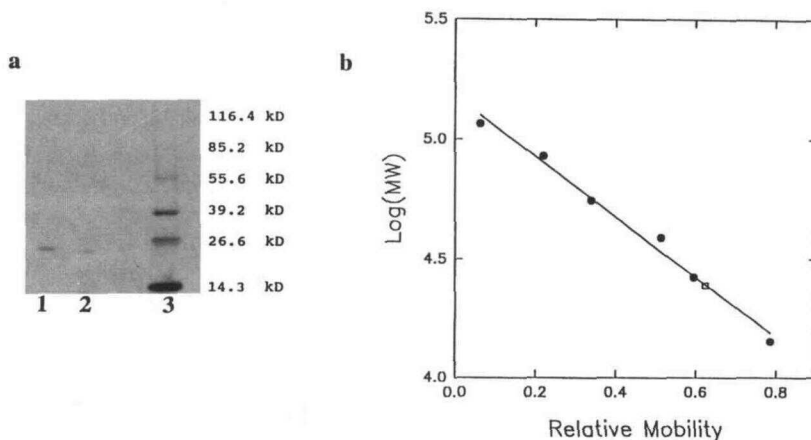 a
116.4 kD
85.2 kD
55.6 kD
39.2 kD
26.6 kD
14.3 kD
1 2 3
b
5.5
5.0
4.5
4.0
Log(MW)
0.0 0.2 0.4 0.6 0.8
Relative Mobility